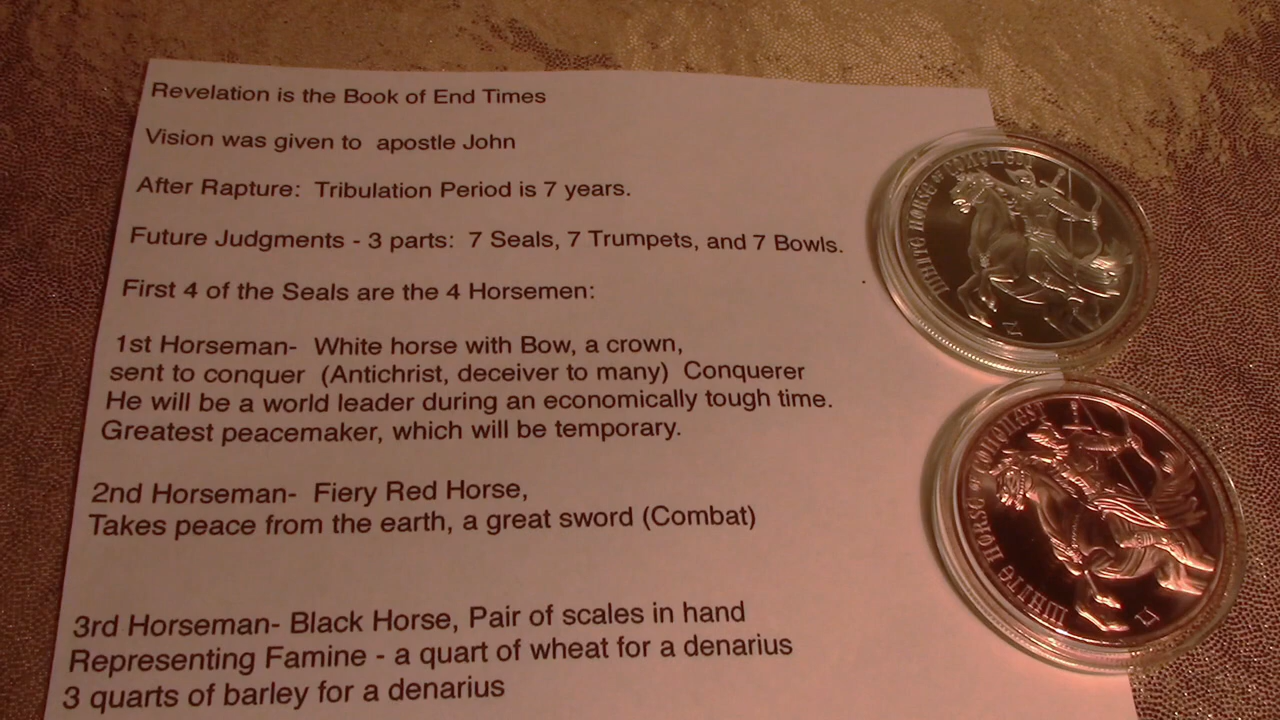 Revelation is the Book of End Times
Vision was given to apostle John
After Rapture: Tribulation Period is 7 years.
Future Judgments - 3 parts: 7 Seals, 7 Trumpets, and 7 Bowls.
First 4 of the Seals are the 4 Horsemen:
1st Horseman- White horse with Bow, a crown,
sent to conquer (Antichrist, deceiver to many) Conquerer
He will be a world leader during an economically tough time.
Greatest peacemaker, which will be temporary.
2nd Horseman- Fiery Red Horse,
Takes peace from the earth, a great sword (Combat)
3rd Horseman- Black Horse, Pair of scales in hand
Representing Famine - a quart of wheat for a denarius
3 quarts of barley for a denarius
WHITE HORSE OF CONQUEST
WHITE HORSE OF CONQUEST